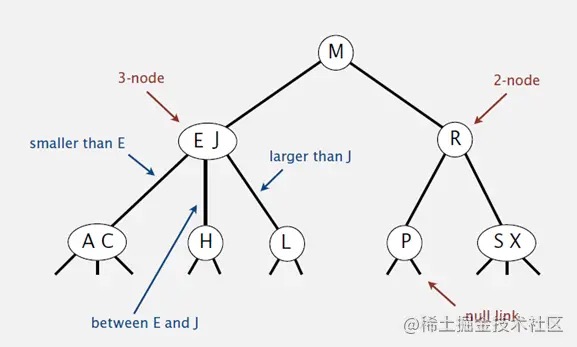 M
3-node
2-node
E J
R
smaller than E
larger than J
A C
H
L
P
S X
between E and J
null link
@稀土掘金技术社区